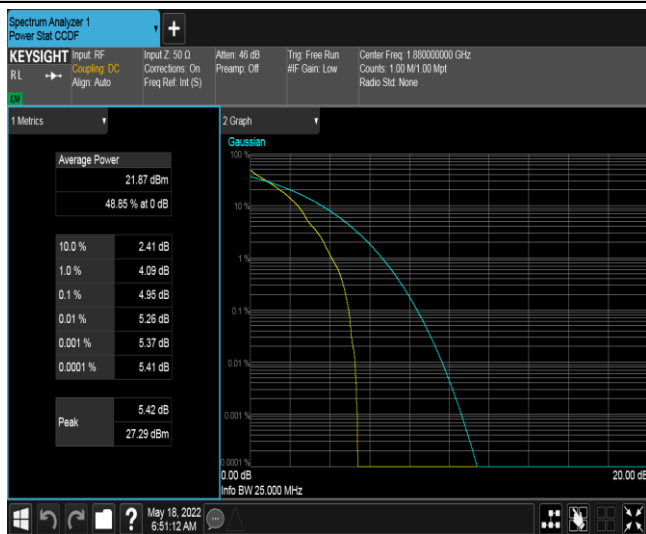 Spectrum Analyzer 1
Power Stat CCDF
+
KEYSIGHT
RL
Input: RF
Coupling: DC
Align: Auto
Input Z: 50 Ω
Corrections: On
Freq Ref: Int (S)
Atten: 46 dB
Preamp: Off
Trig: Free Run
#IF Gain: Low
Center Freq: 1.880000000 GHz
Counts: 1.00 M/1.00 Mpt
Radio Std: None
1 Metrics
Average Power
21.87 dBm
48.85 % at 0 dB
10.0 % 2.41 dB
1.0 % 4.09 dB
0.1 % 4.95 dB
0.01 % 5.26 dB
0.001 % 5.37 dB
0.0001 % 5.41 dB
Peak
5.42 dB
27.29 dBm
2 Graph
Gaussian
100 %
10 %
1 %
0.1 %
0.01 %
0.001 %
0.0001 %
0.00 dB
20.00 dB
Info BW 25.000 MHz
?
May 18, 2022
6:51:12 AM